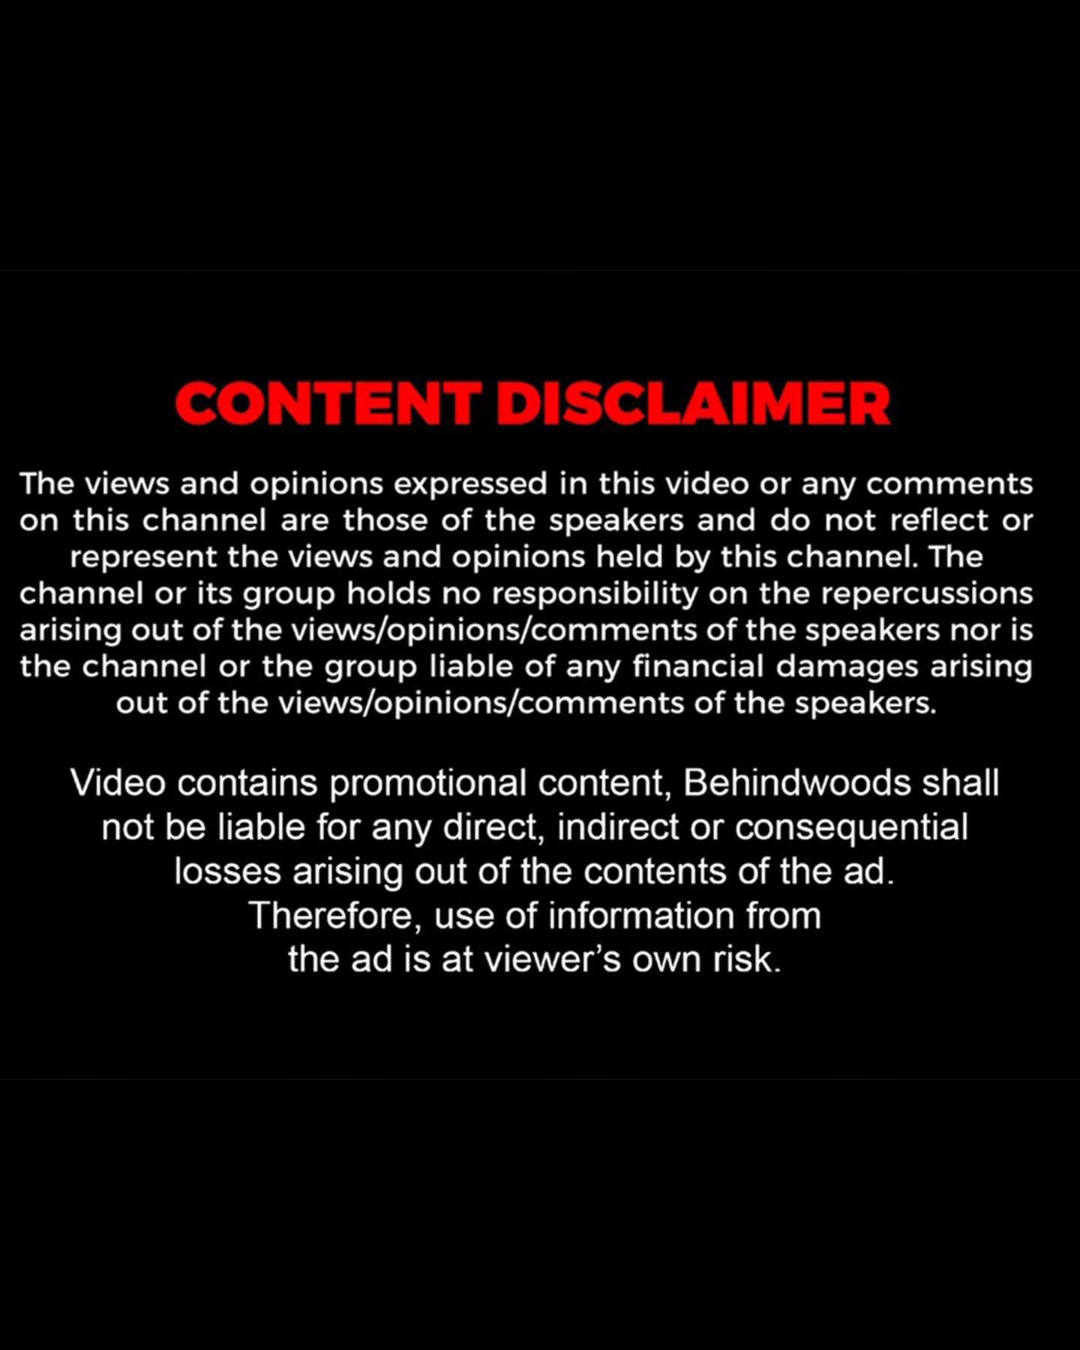 CONTENT DISCLAIMER
The views and opinions expressed in this video or any comments
on this channel are those of the speakers and do not reflect or
represent the views and opinions held by this channel. The
channel or its group holds no responsibility on the repercussions
arising out of the views/opinions/comments of the speakers nor is
the channel or the group liable of any financial damages arising
out of the views/opinions/comments of the speakers.
Video contains promotional content, Behindwoods shall
not be liable for any direct, indirect or consequential
losses arising out of the contents of the ad.
Therefore, use of information from
the ad is at viewer’s own risk.